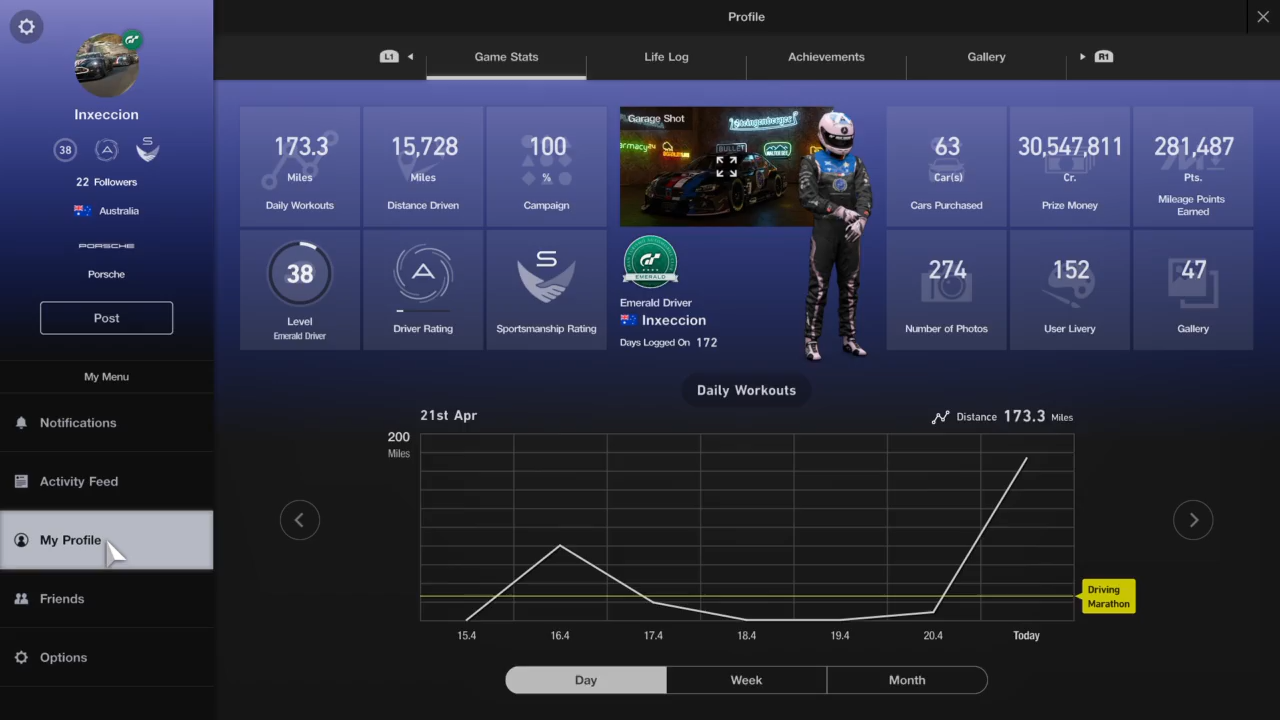 Profile
L1
Game Stats
Life Log
Achievements
Gallery
R1
Inxeccion
38
A
S
22 Followers
Australia
PORSCHE
Porsche
Post
My Menu
Notifications
Activity Feed
My Profile
Friends
Options
173.3
Miles
Daily Workouts
15,728
Miles
Distance Driven
100
%
Campaign
38
Level
Emerald Driver
A
Driver Rating
S
Sportsmanship Rating
Garage Shot
BULLET
EMERALD
Emerald Driver
Inxeccion
Days Logged On 172
63
Car(s)
Cars Purchased
30,547,811
Cr.
Prize Money
281,487
Pts.
Mileage Points
Earned
274
Number of Photos
152
User Livery
47
Gallery
Daily Workouts
21st Apr
Distance 173.3 Miles
200
Miles
Driving
Marathon
15.4
16.4
17.4
18.4
19.4
20.4
Today
Day
Week
Month